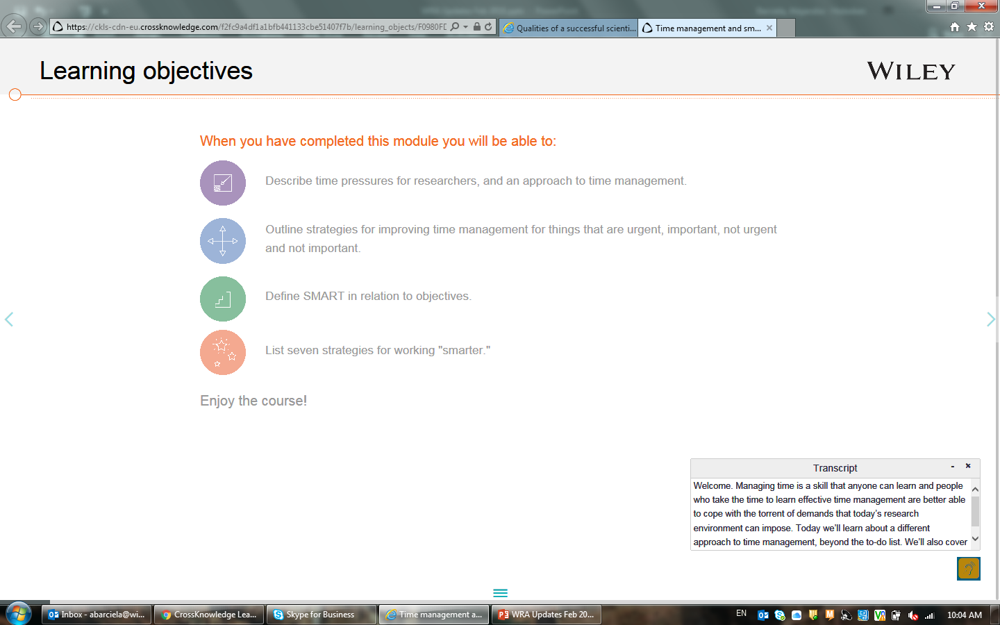 https://ckls-cdn-eu.crossknowledge.com/f2fc9a4df1a1bfb441133cbe51407f7b/learning_objects/F0980FD
Qualities of a successful scienti...
Time management and sm...
Learning objectives
WILEY
When you have completed this module you will be able to:
Describe time pressures for researchers, and an approach to time management.
Outline strategies for improving time management for things that are urgent, important, not urgent
and not important.
Define SMART in relation to objectives.
List seven strategies for working "smarter."
Enjoy the course!
Transcript
Welcome. Managing time is a skill that anyone can learn and people
who take the time to learn effective time management are better able
to cope with the torrent of demands that today's research
environment can impose. Today we'll learn about a different
approach to time management, beyond the to-do list. We'll also cover
Inbox - abarciela@wi...
CrossKnowledge Lea...
Skype for Business
Time management a...
WRA Updates Feb 20...
EN
10:04 AM